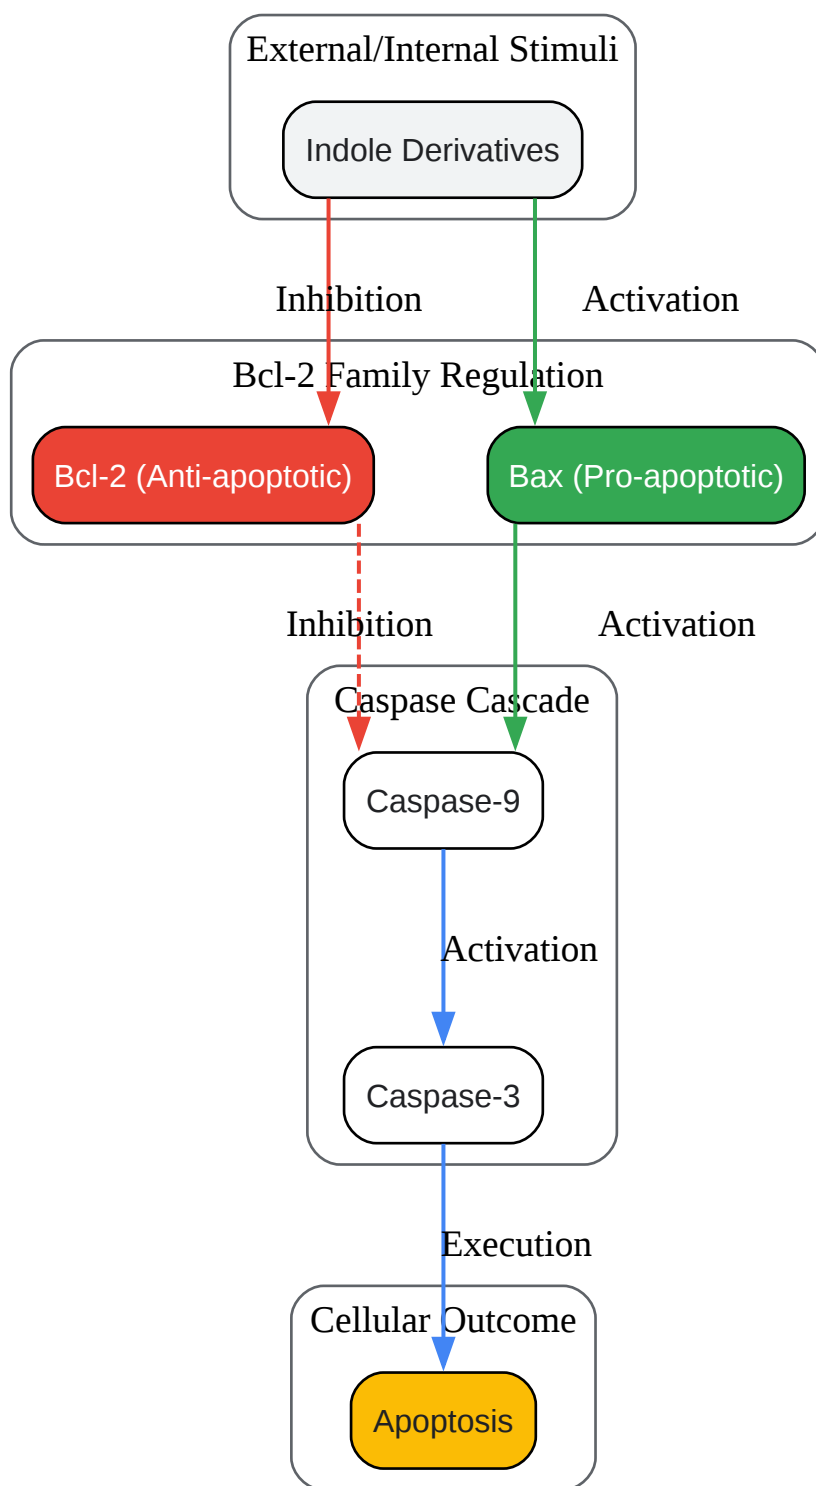 External/Internal Stimuli
Indole Derivatives
Inhibition
Activation
Bcl-2 Family Regulation
Bcl-2 (Anti-apoptotic)
Bax (Pro-apoptotic)
Inhibition
Activation
Caspase Cascade
Caspase-9
Activation
Caspase-3
Execution
Cellular Outcome
Apoptosis